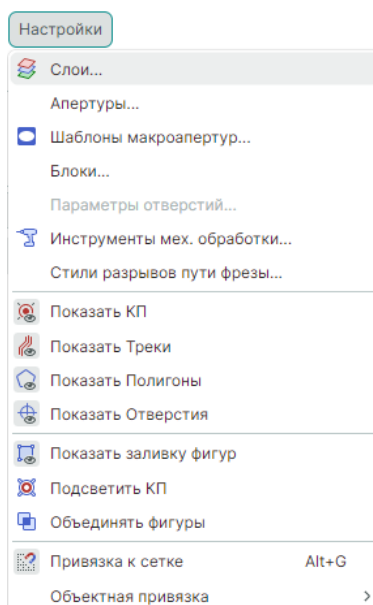 Настройки
Слои...
Апертуры...
Шаблоны макроапертур...
Блоки...
Параметры отверстий...
Инструменты мех. обработки...
Стили разрывов пути фрезы...
Показать КП
Показать Треки
Показать Полигоны
Показать Отверстия
Показать заливку фигур
Подсветить КП
Объединять фигуры
Привязка к сетке Alt+G
Объектная привязка